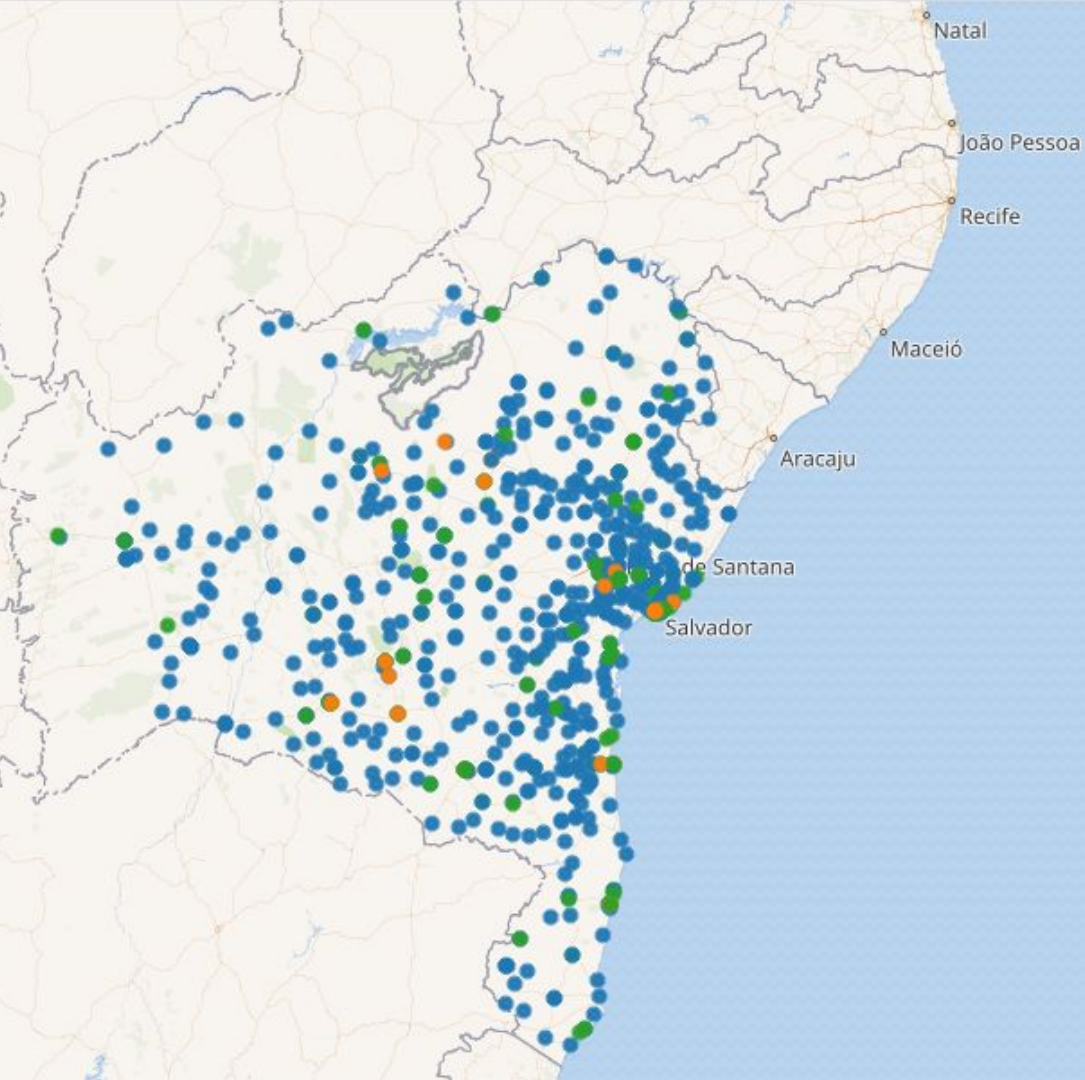 Natal
João Pessoa
Recife
Maceió
Aracaju
de Santana
Salvador